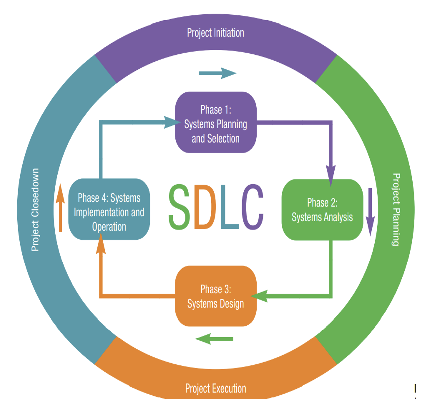 Project Initiation
Phase 1:
Systems Planning
and Selection
Project Closedown
Phase 4: Systems
Implementation and
Operation
SDLC
Phase 2:
Systems Analysis
Project Planning
Phase 3:
Systems Design
Project Execution